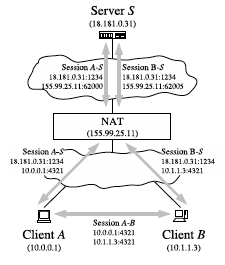 Server S
(18.181.0.31)
Session A-S
18.181.0.31:1234
155.99.25.11:62000
Session B-S
18.181.0.31:1234
155.99.25.11:62005
NAT
(155.99.25.11)
Session A-S
18.181.0.31:1234
10.0.0.1:4321
Session B-S
18.181.0.31:1234
10.1.1.3:4321
Session A-B
10.0.0.1:4321
10.1.1.3:4321
Client A
(10.0.0.1)
Client B
(10.1.1.3)